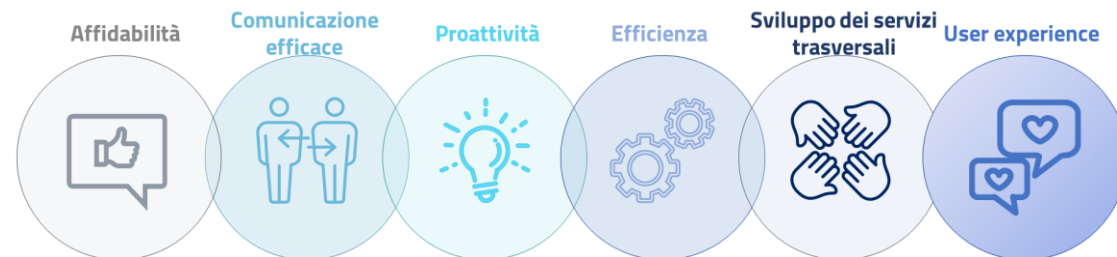 Affidabilità
Comunicazione
efficace
Proattività
Efficienza
Sviluppo dei servizi
trasversali
User experience